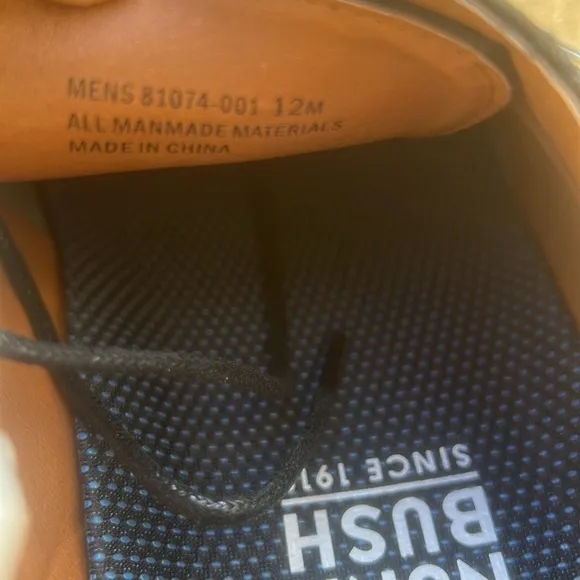 MENS 81074-001 12M
ALL MANMADE MATERIALS
MADE IN CHINA
BUSH
SINCE 191